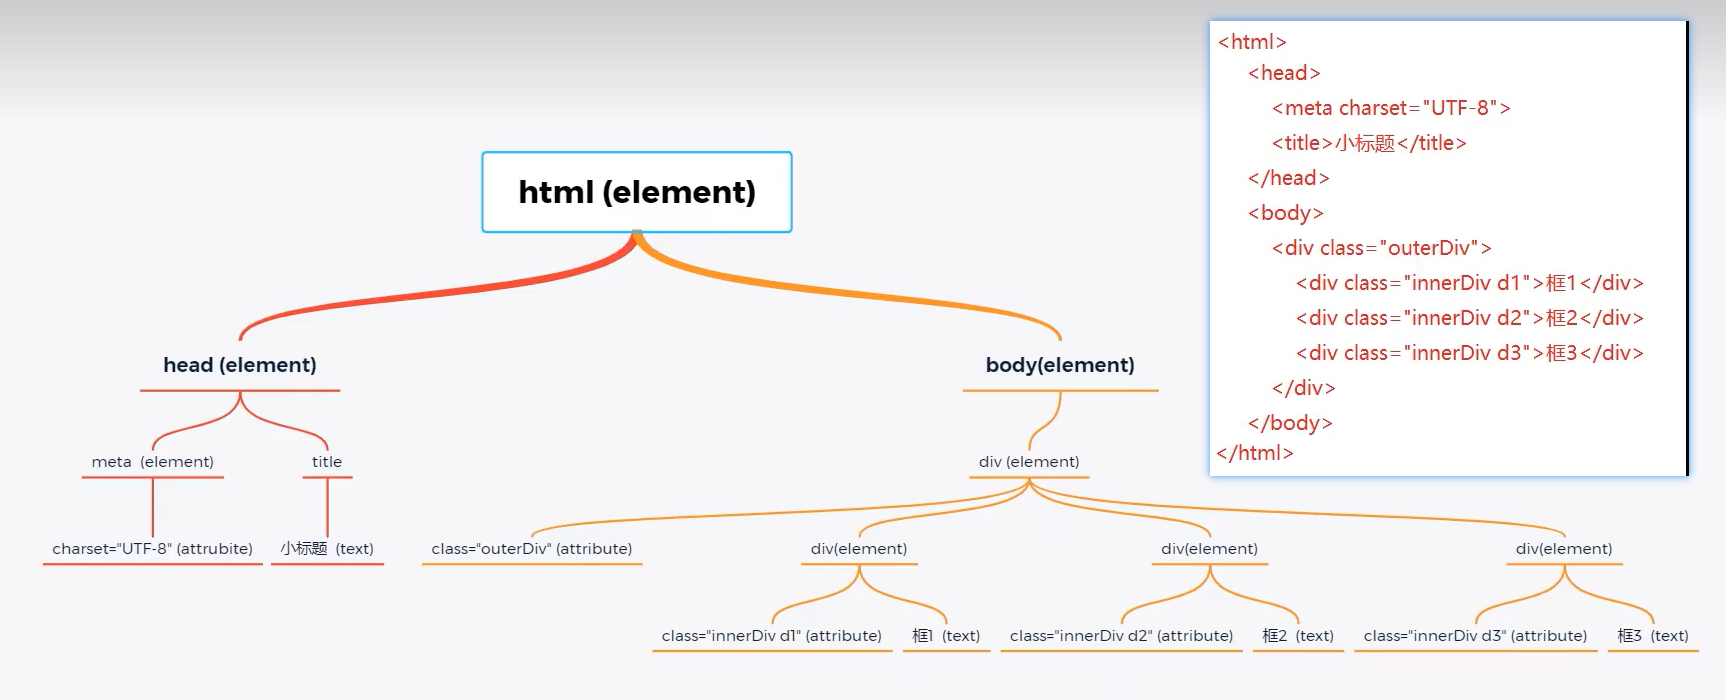 <html>
<head>
<meta charset="UTF-8">
<title>小标题</title>
</head>
<body>
<div class="outerDiv">
<div class="innerDiv d1">框1</div>
<div class="innerDiv d2">框2</div>
<div class="innerDiv d3">框3</div>
</div>
</body>
</html>
html (element)
head (element)
body(element)
meta (element)
title
div (element)
charset="UTF-8" (attrubite)
小标题 (text)
class="outerDiv" (attribute)
div(element)
div(element)
div(element)
class="innerDiv d1" (attribute)
框1 (text)
class="innerDiv d2" (attribute)
框2 (text)
class="innerDiv d3" (attribute)
框3 (text)